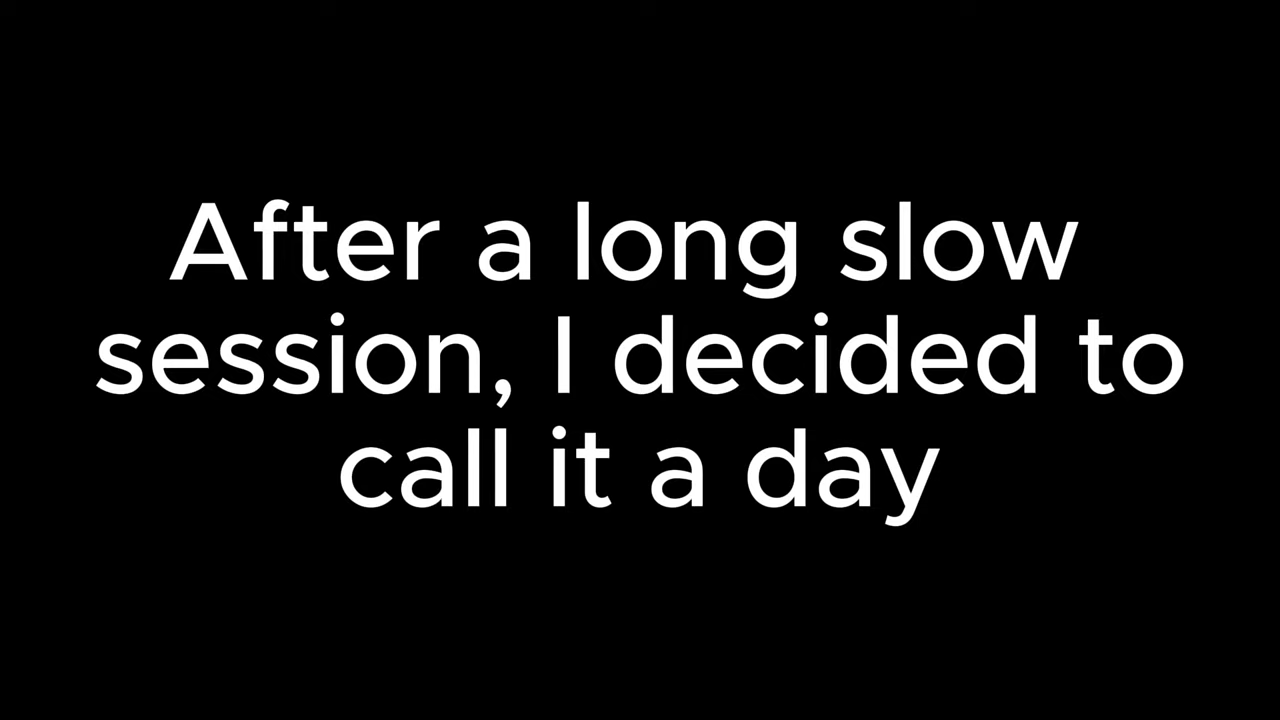 After a long slow
session, I decided to
call it a day